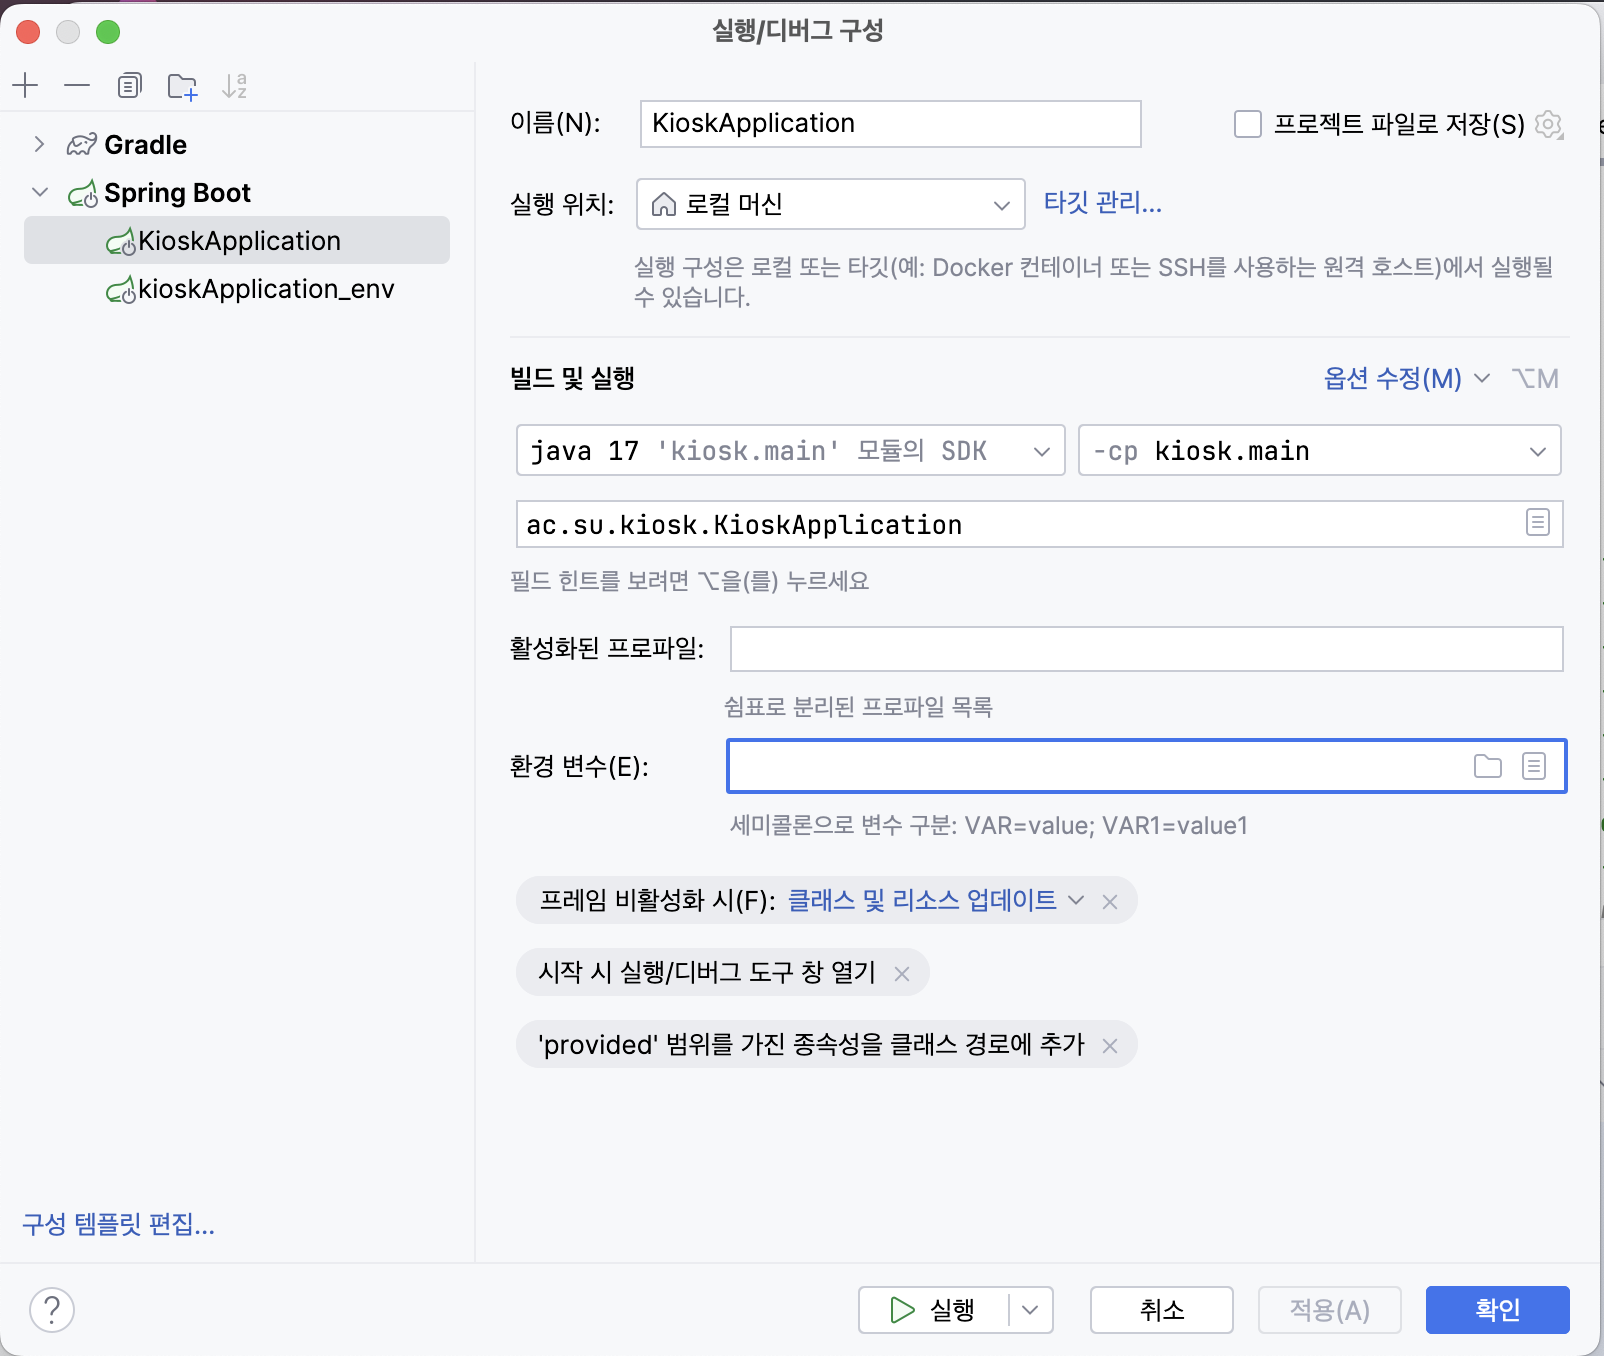 실행/디버그 구성
Gradle
Spring Boot
KioskApplication
kioskApplication_env
구성 템플릿 편집...
이름(N): KioskApplication 프로젝트 파일로 저장(S)
실행 위치: 로컬 머신 타깃 관리...
실행 구성은 로컬 또는 타깃(예: Docker 컨테이너 또는 SSH를 사용하는 원격 호스트)에서 실행될
수 있습니다.
빌드 및 실행 옵션 수정(M) ⌥M
java 17 'kiosk.main' 모듈의 SDK -cp kiosk.main
ac.su.kiosk.KioskApplication
필드 힌트를 보려면 ⌥을(를) 누르세요
활성화된 프로파일:
쉼표로 분리된 프로파일 목록
환경 변수(E):
세미콜론으로 변수 구분: VAR=value; VAR1=value1
프레임 비활성화 시(F): 클래스 및 리소스 업데이트
시작 시 실행/디버그 도구 창 열기
'provided' 범위를 가진 종속성을 클래스 경로에 추가
? 실행 취소 적용(A) 확인